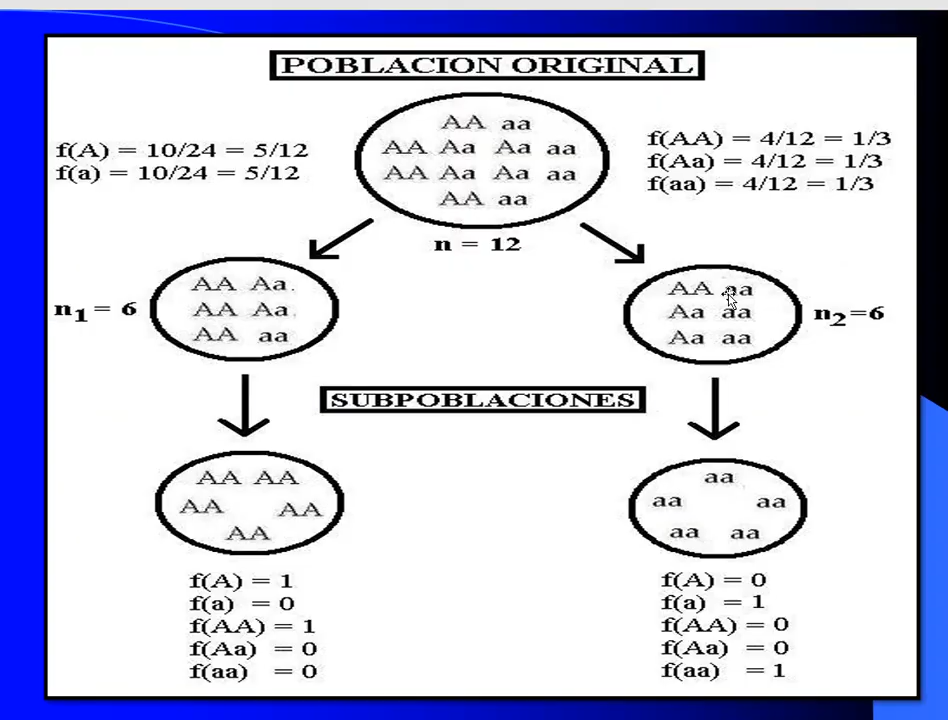 POBLACION ORIGINAL
f(A) = 10/24 = 5/12
f(a) = 10/24 = 5/12
AA aa
AA Aa Aa aa
AA Aa Aa aa
AA aa
f(AA) = 4/12 = 1/3
f(Aa) = 4/12 = 1/3
f(aa) = 4/12 = 1/3
n = 12
n1 = 6
AA Aa
AA Aa
AA aa
AA aa
Aa aa
Aa aa
n2=6
SUBPOBLACIONES
AA AA
AA AA
AA
aa
aa aa
aa aa
f(A) = 1
f(a) = 0
f(AA) = 1
f(Aa) = 0
f(aa) = 0
f(A) = 0
f(a) = 1
f(AA) = 0
f(Aa) = 0
f(aa) = 1